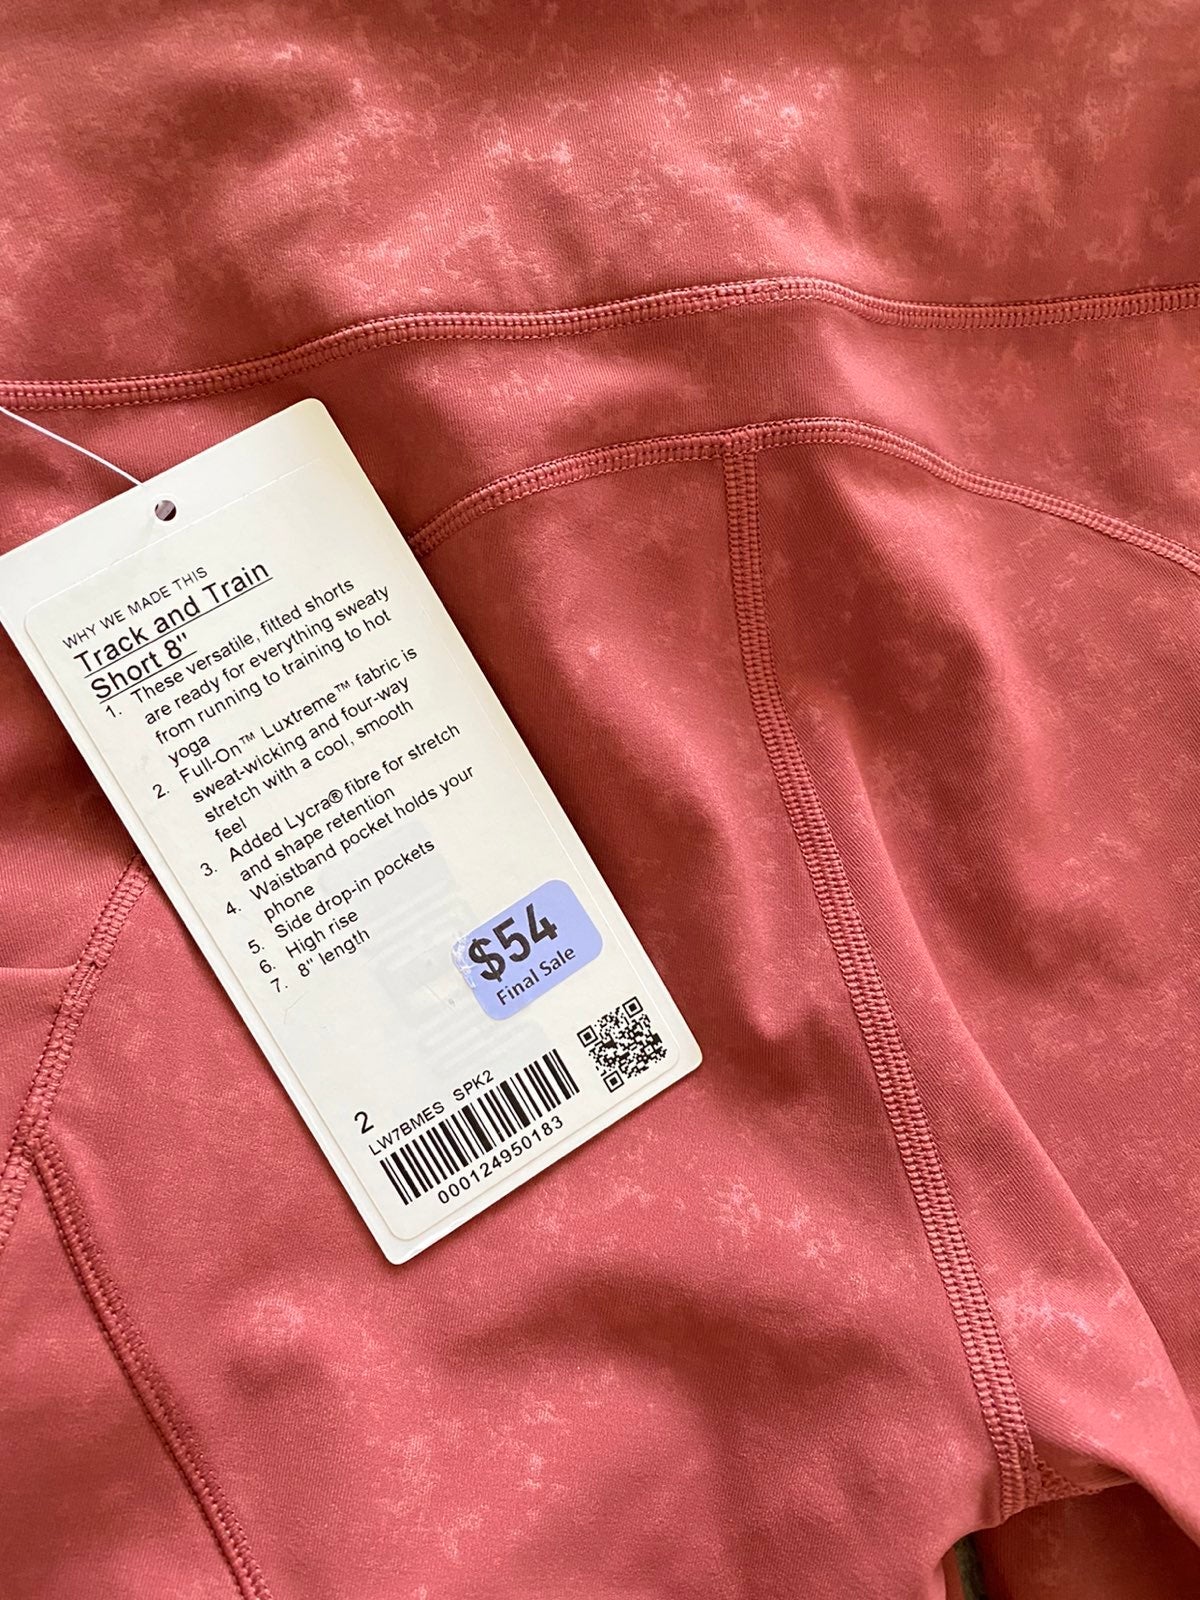 WHY WE MADE THIS
Track and Train
Short 8"
1. These versatile, fitted shorts
are ready for everything sweaty
from running to training to hot
yoga
2. Full-On™ Luxtreme™ fabric is
sweat-wicking and four-way
stretch with a cool, smooth
feel
3. Added Lycra® fibre for stretch
and shape retention
4. Waistband pocket holds your
phone
5. Side drop-in pockets
6. High rise
7. 8" length
$54
Final Sale
2
LW7BMES SPK2
000124950183